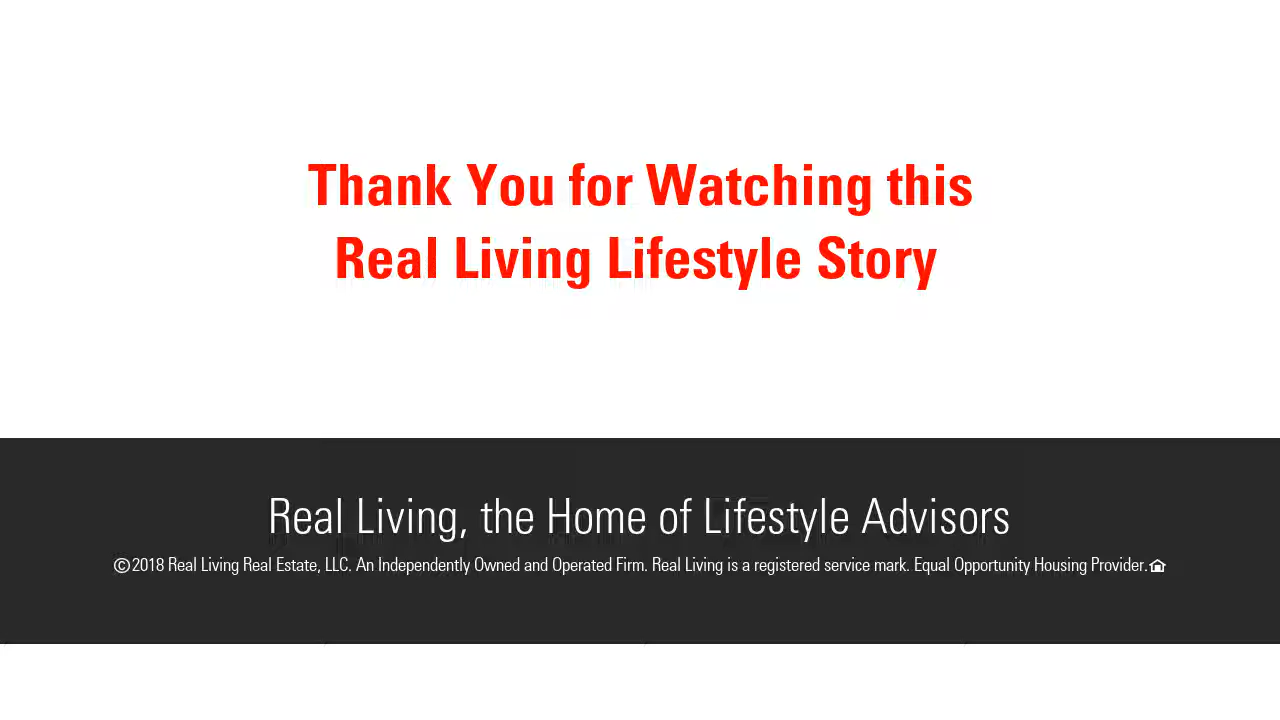 Thank You for Watching this
Real Living Lifestyle Story
Real Living, the Home of Lifestyle Advisors
©2018 Real Living Real Estate, LLC. An Independently Owned and Operated Firm. Real Living is a registered service mark. Equal Opportunity Housing Provider.